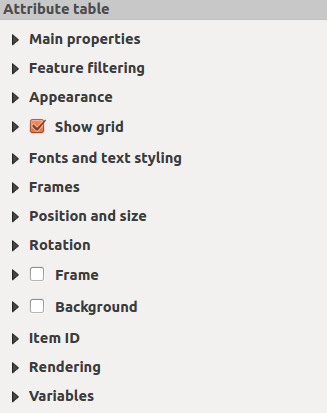 Attribute table
Main properties
Feature filtering
Appearance
Show grid
Fonts and text styling
Frames
Position and size
Rotation
Frame
Background
Item ID
Rendering
Variables